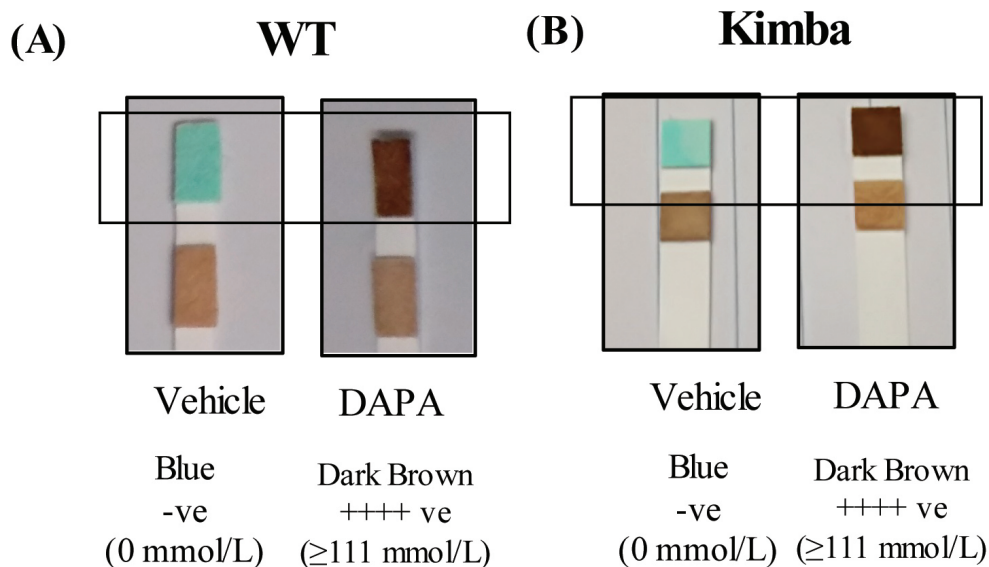 (A) WT
Vehicle DAPA
Blue Dark Brown
-ve ++++ ve
(0 mmol/L) (≥111 mmol/L)
(B) Kimba
Vehicle DAPA
Blue Dark Brown
-ve ++++ ve
(0 mmol/L) (≥111 mmol/L)